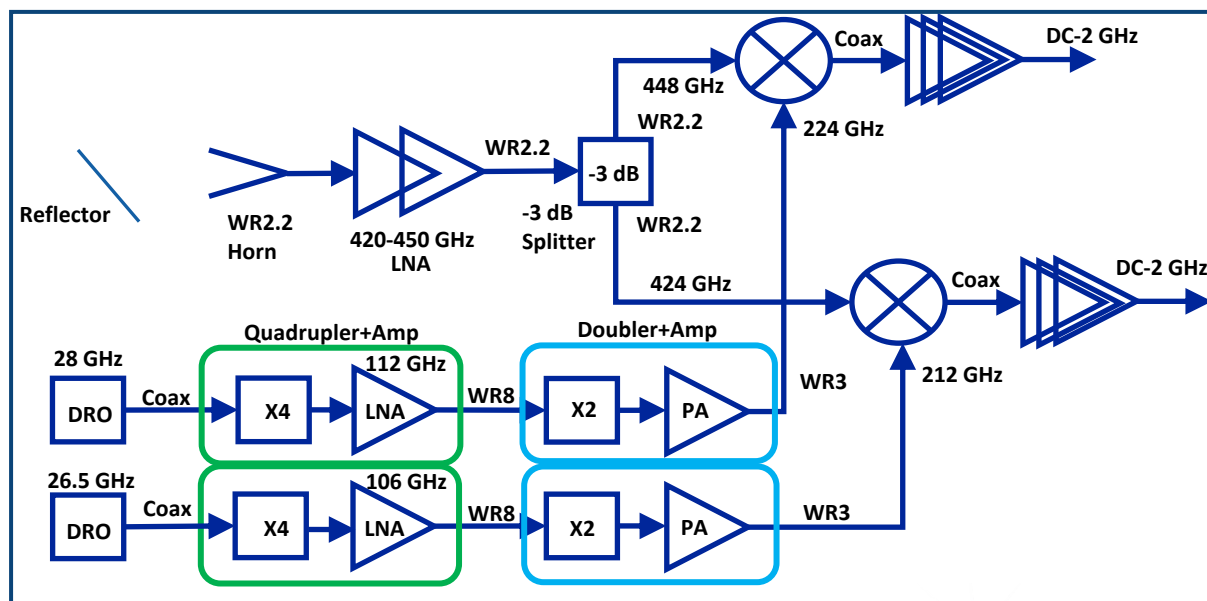 Coax
DC-2 GHz
448 GHz
WR2.2
224 GHz
WR2.2
-3 dB
Reflector
WR2.2
Horn
420-450 GHz
LNA
-3 dB
Splitter
WR2.2
424 GHz
Coax
DC-2 GHz
212 GHz
Quadrupler+Amp
Doubler+Amp
28 GHz
DRO
Coax
X4
112 GHz
LNA
WR8
X2
PA
WR3
26.5 GHz
DRO
Coax
X4
106 GHz
LNA
WR8
X2
PA
WR3